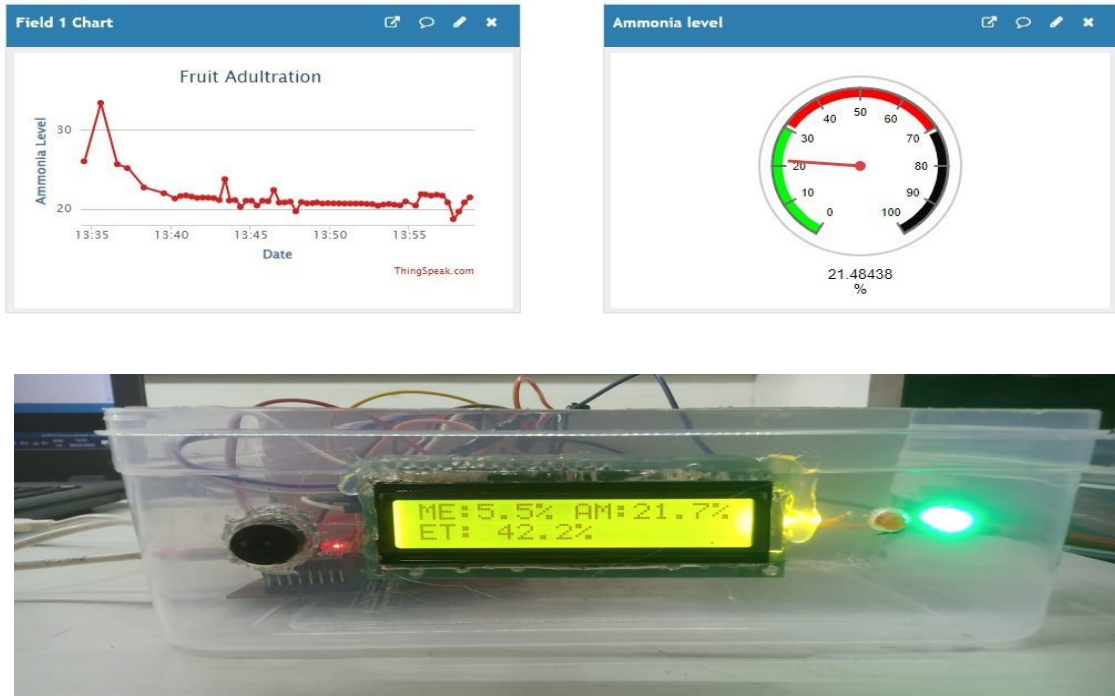 Field 1 Chart
Fruit Adultration
Ammonia Level
30
20
13:35 13:40 13:45 13:50 13:55
Date
ThingSpeak.com
Ammonia level
0
10
20
30
40
50
60
70
80
90
100
21.48438
%
ME:5.5% AM:21.7%
ET: 42.2%